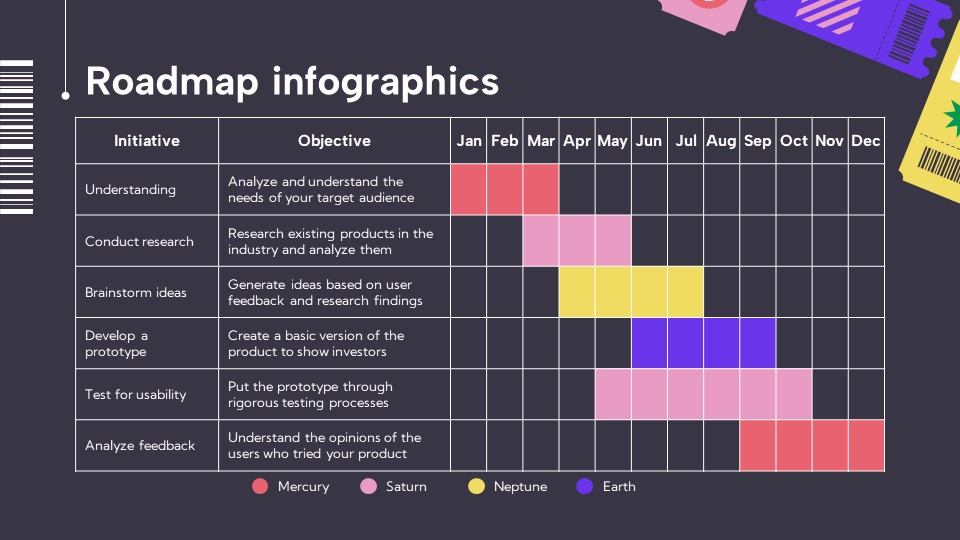 Roadmap infographics
Initiative Objective Jan Feb Mar Apr May Jun Jul Aug Sep Oct Nov Dec
Understanding
Analyze and understand the
needs of your target audience
Conduct research
Research existing products in the
industry and analyze them
Brainstorm ideas
Generate ideas based on user
feedback and research findings
Develop a
prototype
Create a basic version of the
product to show investors
Test for usability
Put the prototype through
rigorous testing processes
Analyze feedback
Understand the opinions of the
users who tried your product
Mercury Saturn Neptune Earth